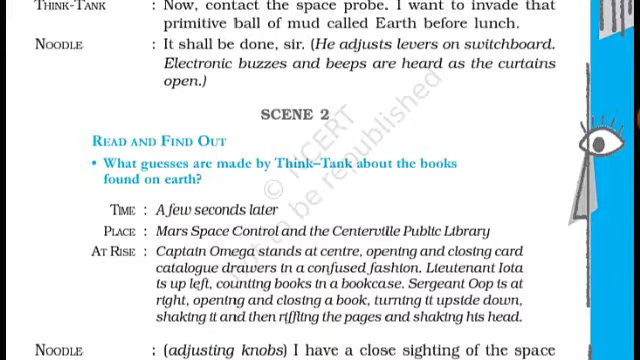 THINK-TANK : Now, contact the space probe. I want to invade that
primitive ball of mud called Earth before lunch.
NOODLE : It shall be done, sir. (He adjusts levers on switchboard.
Electronic buzzes and beeps are heard as the curtains
open.)
SCENE 2
READ AND FIND OUT
• What guesses are made by Think–Tank about the books
found on earth?
TIME : A few seconds later
PLACE : Mars Space Control and the Centerville Public Library
AT RISE : Captain Omega stands at centre, opening and closing card
catalogue drawers in a confused fashion. Lieutenant Iota
is up left, counting books in a bookcase. Sergeant Oop is at
right, opening and closing a book, turning it upside down,
shaking it and then riffling the pages and shaking his head.
NOODLE : (adjusting knobs) I have a close sighting of the space
© NCERT
not to be republished